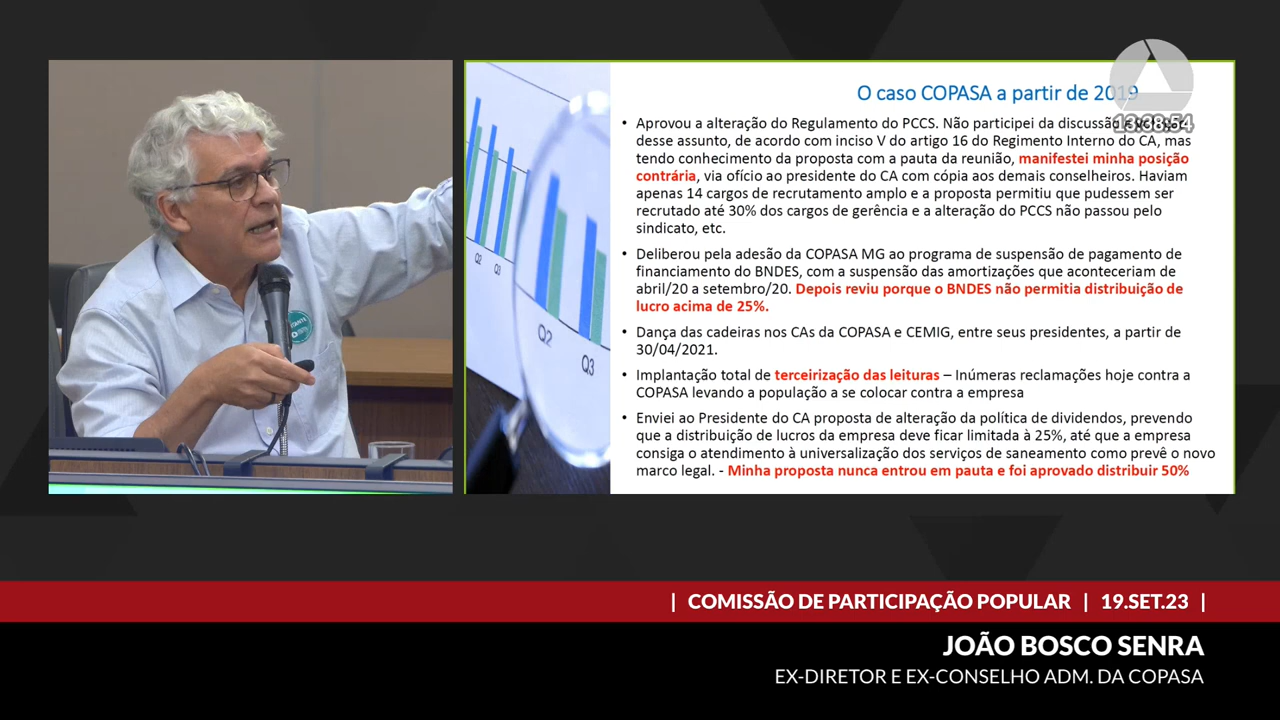 O caso COPASA a partir de 2019
13:38:54
• Aprovou a alteração do Regulamento do PCCS. Não participei da discussão
desse assunto, de acordo com inciso V do artigo 16 do Regimento Interno do CA, mas
tendo conhecimento da proposta com a pauta da reunião, manifestei minha posição
contrária, via ofício ao presidente do CA com cópia aos demais conselheiros. Haviam
apenas 14 cargos de recrutamento amplo e a proposta permitiu que pudessem ser
recrutado até 30% dos cargos de gerência e a alteração do PCCS não passou pelo
sindicato, etc.
• Deliberou pela adesão da COPASA MG ao programa de suspensão de pagamento de
financiamento do BNDES, com a suspensão das amortizações que aconteceriam de
abril/20 a setembro/20. Depois reviu porque o BNDES não permitia distribuição de
lucro acima de 25%.
• Dança das cadeiras nos CAs da COPASA e CEMIG, entre seus presidentes, a partir de
30/04/2021.
• Implantação total de terceirização das leituras – Inúmeras reclamações hoje contra a
COPASA levando a população a se colocar contra a empresa
• Enviei ao Presidente do CA proposta de alteração da política de dividendos, prevendo
que a distribuição de lucros da empresa deve ficar limitada à 25%, até que a empresa
consiga o atendimento à universalização dos serviços de saneamento como prevê o novo
marco legal. - Minha proposta nunca entrou em pauta e foi aprovado distribuir 50%
Q2
Q3
Q2
Q3
| COMISSÃO DE PARTICIPAÇÃO POPULAR | 19.SET.23 |
JOÃO BOSCO SENRA
EX-DIRETOR E EX-CONSELHO ADM. DA COPASA